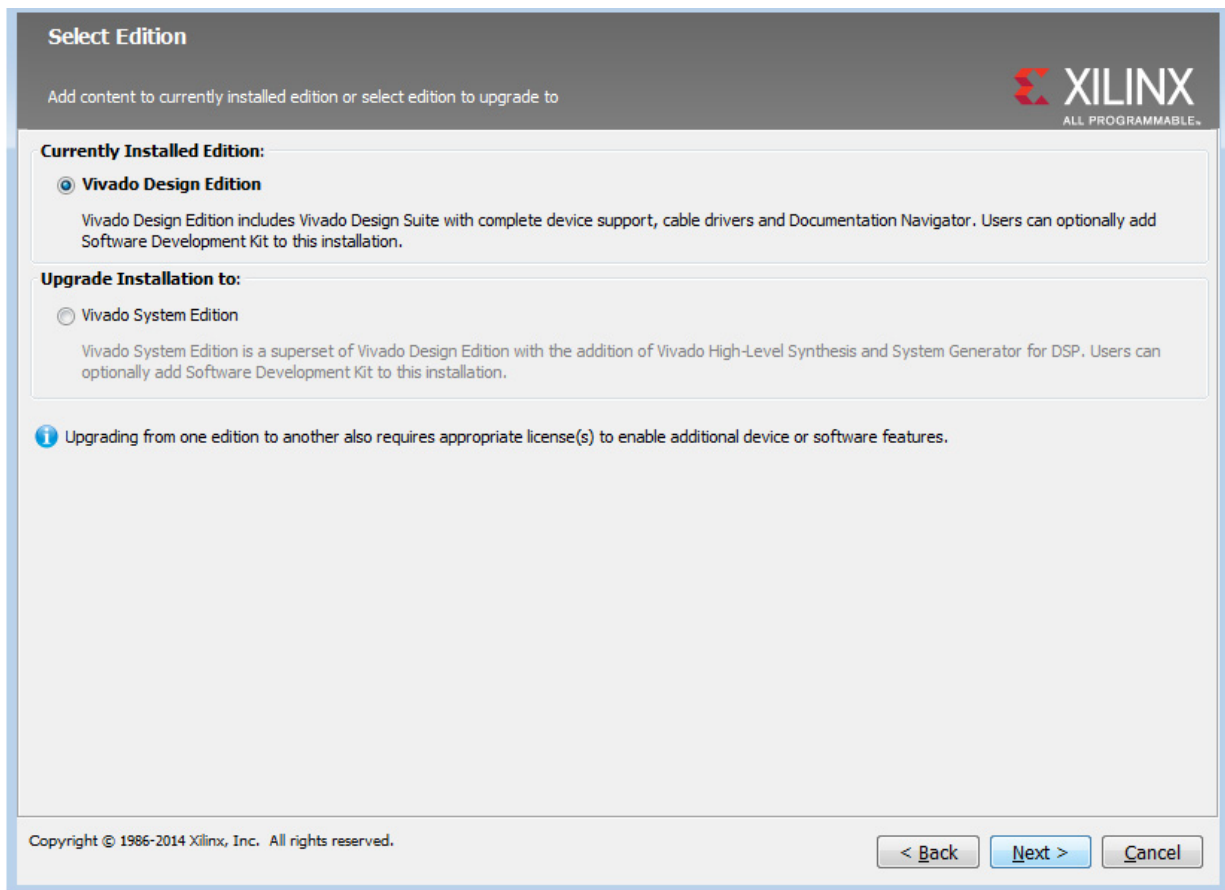 Select Edition
Add content to currently installed edition or select edition to upgrade to
XILINX
ALL PROGRAMMABLE™
Currently Installed Edition:
Vivado Design Edition
Vivado Design Edition includes Vivado Design Suite with complete device support, cable drivers and Documentation Navigator. Users can optionally add
Software Development Kit to this installation.
Upgrade Installation to:
Vivado System Edition
Vivado System Edition is a superset of Vivado Design Edition with the addition of Vivado High-Level Synthesis and System Generator for DSP. Users can
optionally add Software Development Kit to this installation.
Upgrading from one edition to another also requires appropriate license(s) to enable additional device or software features.
Copyright © 1986-2014 Xilinx, Inc. All rights reserved.
< Back Next > Cancel